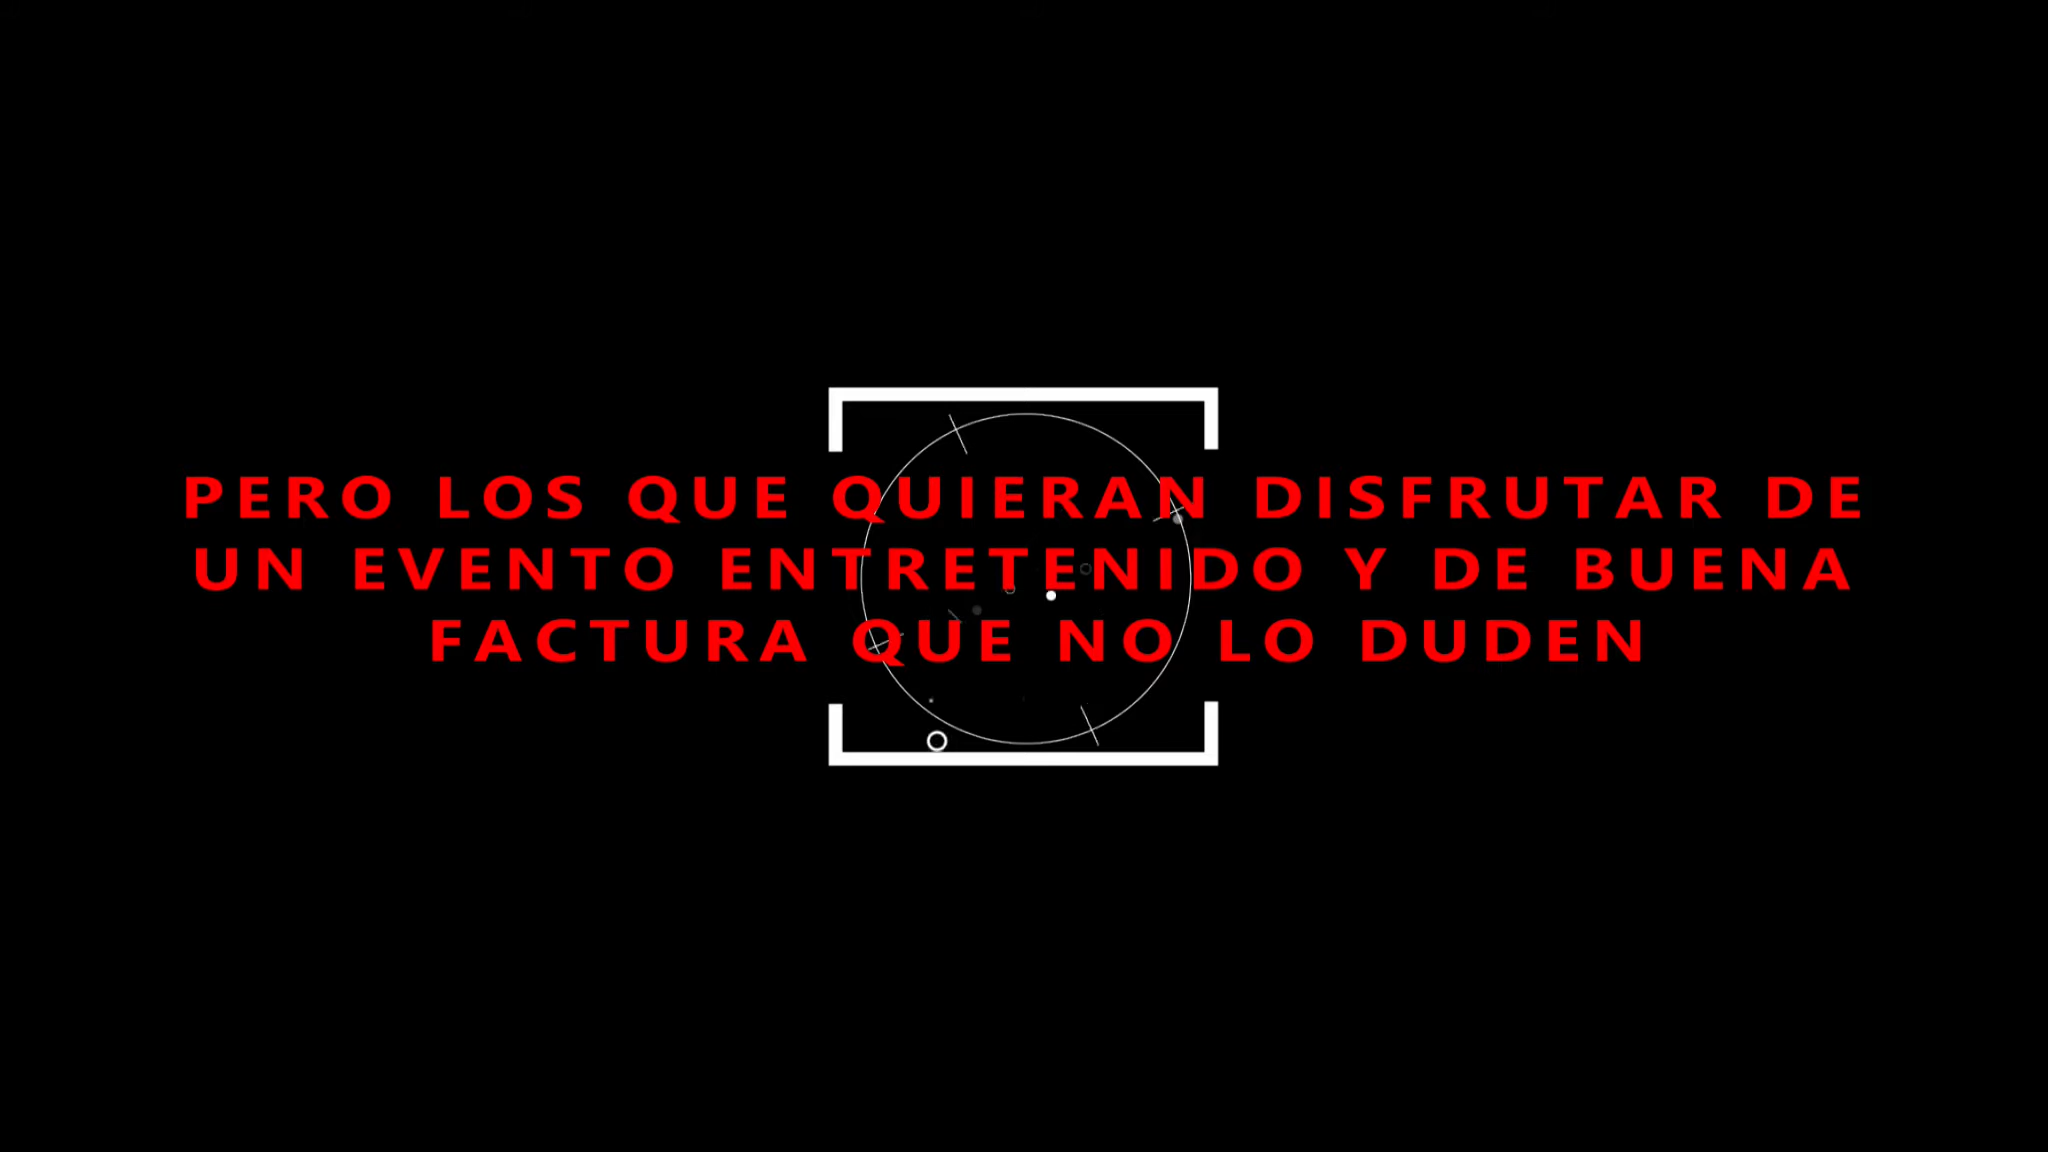 PERO LOS QUE QUIERAN DISFRUTAR DE
UN EVENTO ENTRETENIDO Y DE BUENA
FACTURA QUE NO LO DUDEN